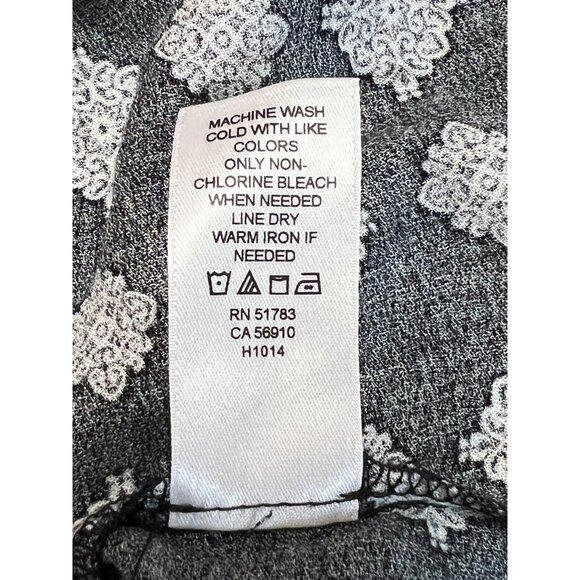 MACHINE WASH
COLD WITH LIKE
COLORS
ONLY NON-
CHLORINE BLEACH
WHEN NEEDED
LINE DRY
WARM IRON IF
NEEDED
RN 51783
CA 56910
H1014